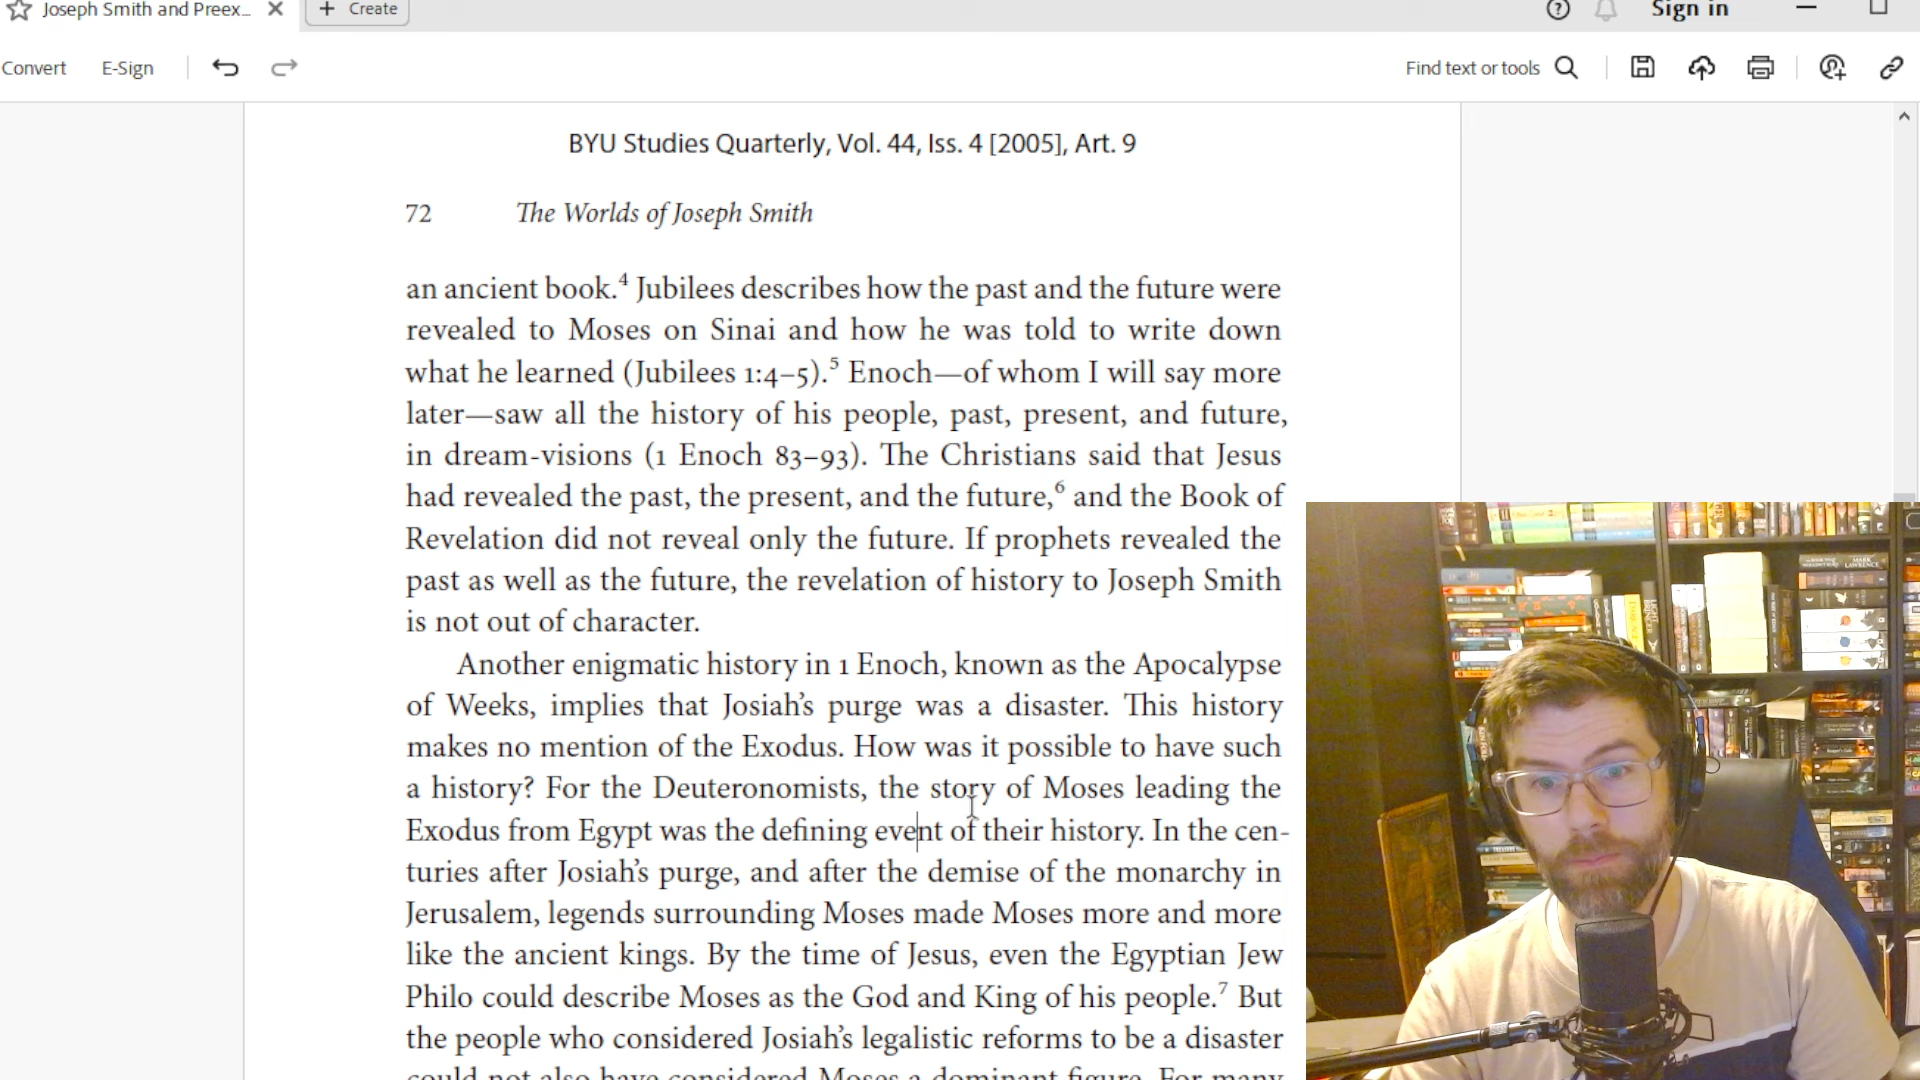 Joseph Smith and Preex...
+ Create
Sign in
Convert
E-Sign
Find text or tools
BYU Studies Quarterly, Vol. 44, Iss. 4 [2005], Art. 9
72 The Worlds of Joseph Smith
an ancient book.4 Jubilees describes how the past and the future were
revealed to Moses on Sinai and how he was told to write down
what he learned (Jubilees 1:4–5).5 Enoch—of whom I will say more
later—saw all the history of his people, past, present, and future,
in dream-visions (1 Enoch 83–93). The Christians said that Jesus
had revealed the past, the present, and the future,6 and the Book of
Revelation did not reveal only the future. If prophets revealed the
past as well as the future, the revelation of history to Joseph Smith
is not out of character.
Another enigmatic history in 1 Enoch, known as the Apocalypse
of Weeks, implies that Josiah's purge was a disaster. This history
makes no mention of the Exodus. How was it possible to have such
a history? For the Deuteronomists, the story of Moses leading the
Exodus from Egypt was the defining event of their history. In the cen-
turies after Josiah's purge, and after the demise of the monarchy in
Jerusalem, legends surrounding Moses made Moses more and more
like the ancient kings. By the time of Jesus, even the Egyptian Jew
Philo could describe Moses as the God and King of his people.7 But
the people who considered Josiah's legalistic reforms to be a disaster
could not also have considered Moses a dominant figure. For many